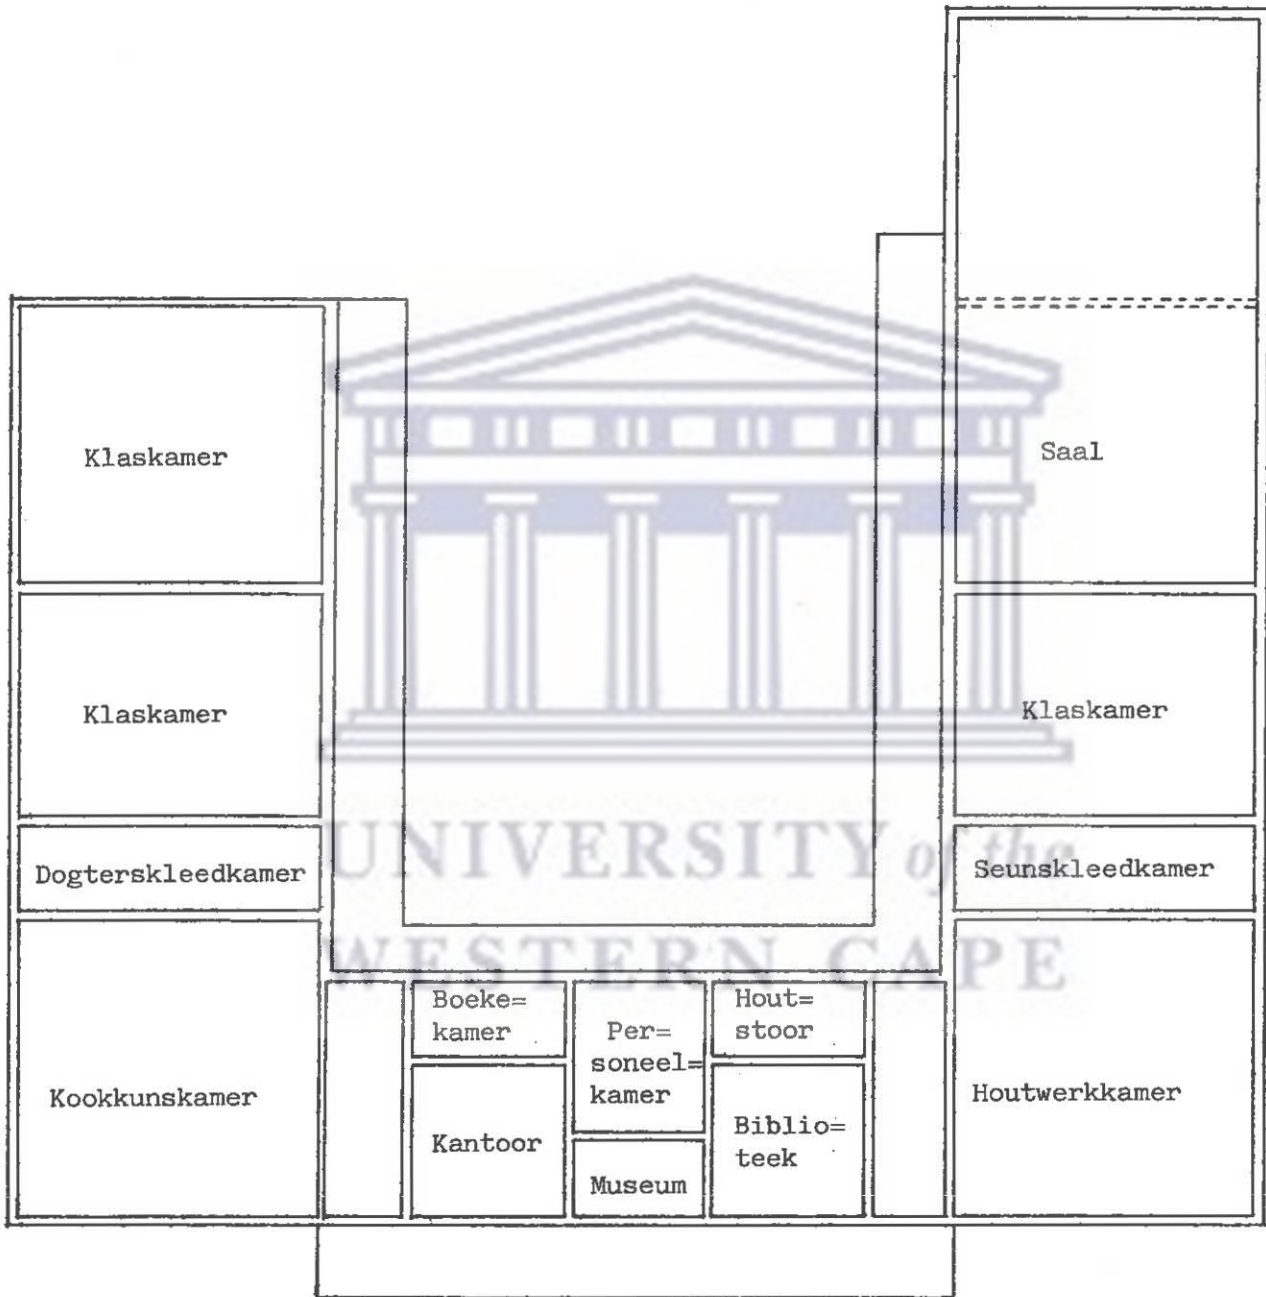 Klaskamer
Saal
Klaskamer
Klaskamer
Dogterskleedkamer
Seunskleedkamer
Boeke=
kamer
Per=
soneel=
kamer
Hout=
stoor
Kookkunskamer
Kantoor
Museum
Biblio=
teek
Houtwerkkamer
UNIVERSITY of the
WESTERN CAPE